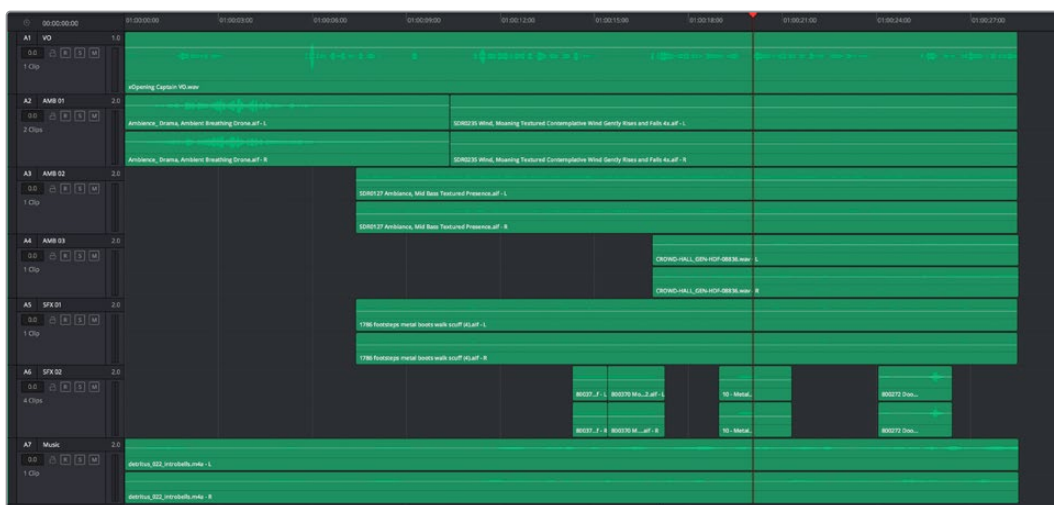 00:00:00:00 01:00:00:00 01:00:03:00 01:00:06:00 01:00:09:00 01:00:12:00 01:00:15:00 01:00:18:00 01:00:21:00 01:00:24:00 01:00:27:00
A1 VO 1.0
0.0 R S M
1 Clip
xOpening Captain VO.wav
A2 AMB 01 2.0
0.0 R S M
2 Clips
Ambience_ Drama, Ambient Breathing Drone.aif - L
SDR0235 Wind, Moaning Textured Contemplative Wind Gently Rises and Falls 4x.aif - L
Ambience_ Drama, Ambient Breathing Drone.aif - R
SDR0235 Wind, Moaning Textured Contemplative Wind Gently Rises and Falls 4x.aif - R
A3 AMB 02 2.0
0.0 R S M
1 Clip
SDR0127 Ambiance, Mid Bass Textured Presence.aif - L
SDR0127 Ambiance, Mid Bass Textured Presence.aif - R
A4 AMB 03 2.0
0.0 R S M
1 Clip
CROWD-HALL_GEN-HDF-08836.wav - L
CROWD-HALL_GEN-HDF-08836.wav - R
A5 SFX 01 2.0
0.0 R S M
1 Clip
1786 footsteps metal boots walk scuff (4).aif - L
1786 footsteps metal boots walk scuff (4).aif - R
A6 SFX 02 2.0
0.0 R S M
4 Clips
80037...f - L 800370 Mo...2.aif - L 10 - Metal... 800272 Doo...
80037...f - R 800370 M....aif - R 10 - Metal... 800272 Doo...
A7 Music 2.0
0.0 R S M
1 Clip
detritus_022_introbells.m4a - L
detritus_022_introbells.m4a - R